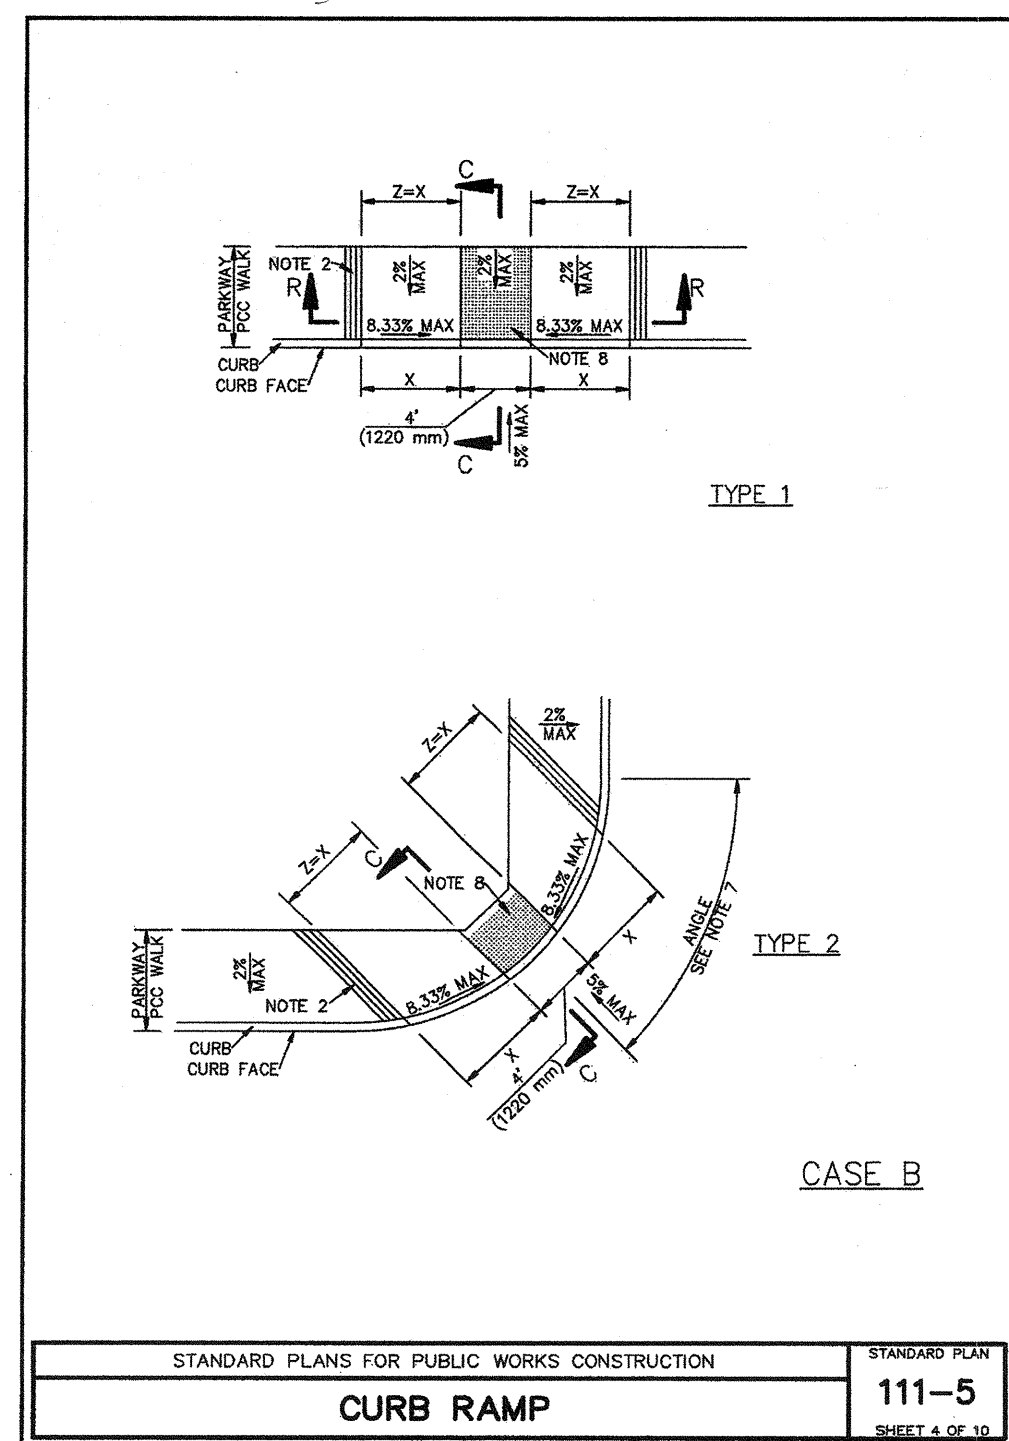 C
Z=X
Z=X
PARKWAY
PCC WALK
NOTE 2
R
2%
MAX
2%
MAX
2%
MAX
R
8.33% MAX
8.33% MAX
CURB
CURB FACE
NOTE 8
X
X
4'
(1220 mm)
C
5% MAX
TYPE 1
Z=X
2%
MAX
Z=X
C
NOTE 8
8.33% MAX
ANGLE
SEE NOTE 7
TYPE 2
PARKWAY
PCC WALK
2%
MAX
NOTE 2
8.33% MAX
X
5% MAX
CURB
CURB FACE
X
4'
(1220 mm)
C
CASE B
STANDARD PLANS FOR PUBLIC WORKS CONSTRUCTION
CURB RAMP
STANDARD PLAN
111-5
SHEET 4 OF 10